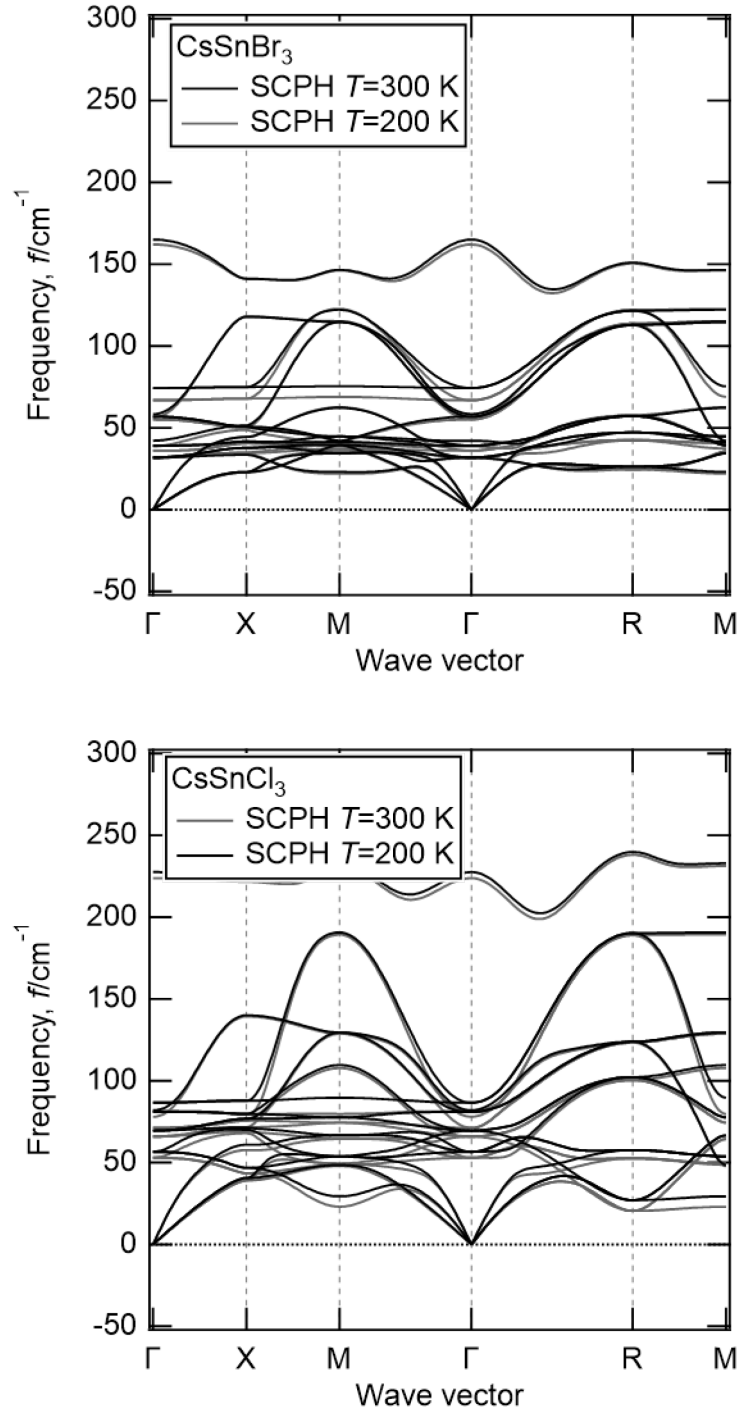 300
250
200
150
100
50
0
-50
Frequency, f/cm⁻¹
CsSnBr₃
SCPH T=300 K
SCPH T=200 K
Γ X M Γ R M
Wave vector
300
250
200
150
100
50
0
-50
Frequency, f/cm⁻¹
CsSnCl₃
SCPH T=300 K
SCPH T=200 K
Γ X M Γ R M
Wave vector